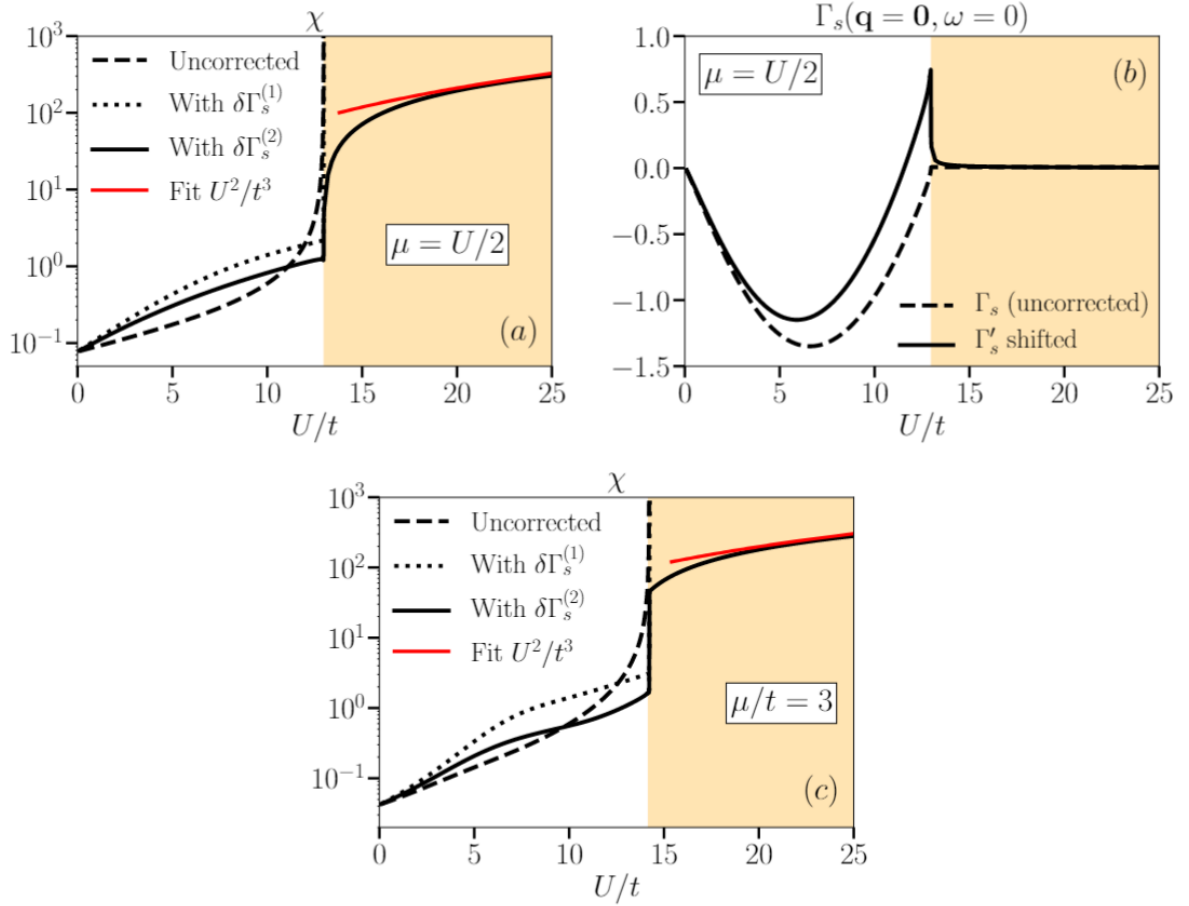 χ
10^3
10^2
10^1
10^0
10^{-1}
Uncorrected
With δΓ_s^{(1)}
With δΓ_s^{(2)}
Fit U^2/t^3
μ = U/2
(a)
0 5 10 15 20 25
U/t
Γ_s(q = 0, ω = 0)
1.0
0.5
0.0
−0.5
−1.0
−1.5
μ = U/2
(b)
Γ_s (uncorrected)
Γ′_s shifted
0 5 10 15 20 25
U/t
χ
10^3
10^2
10^1
10^0
10^{-1}
Uncorrected
With δΓ_s^{(1)}
With δΓ_s^{(2)}
Fit U^2/t^3
μ/t = 3
(c)
0 5 10 15 20 25
U/t